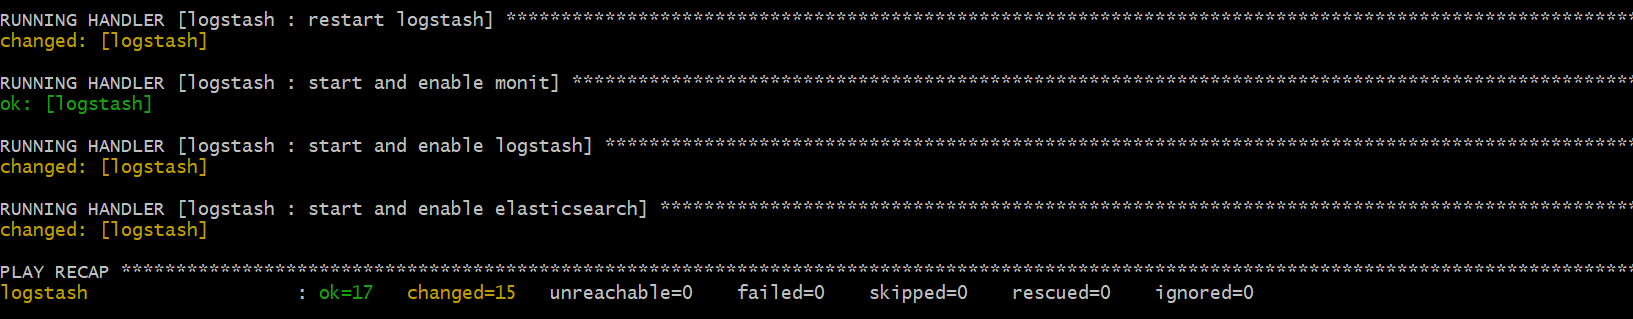 RUNNING HANDLER [logstash : restart logstash] *******************************************************************************************************
changed: [logstash]
RUNNING HANDLER [logstash : start and enable monit] *************************************************************************************************
ok: [logstash]
RUNNING HANDLER [logstash : start and enable logstash] **********************************************************************************************
changed: [logstash]
RUNNING HANDLER [logstash : start and enable elasticsearch] *****************************************************************************************
changed: [logstash]
PLAY RECAP ******************************************************************************************************************************************
logstash                   : ok=17   changed=15   unreachable=0    failed=0    skipped=0    rescued=0    ignored=0